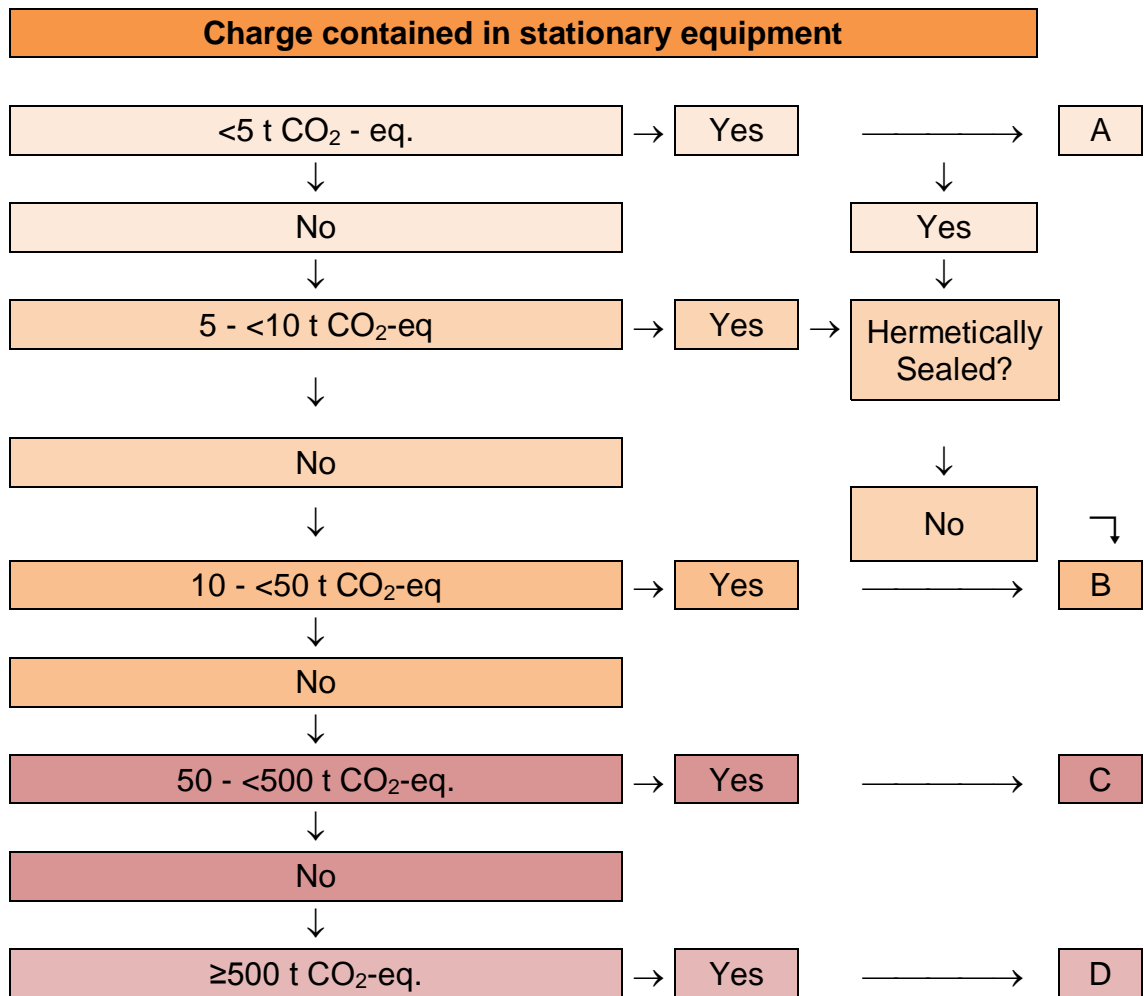 Charge contained in stationary equipment
<5 t CO₂ - eq. → Yes ———→ A
↓ ↓
No Yes
↓ ↓
5 - <10 t CO₂-eq → Yes → Hermetically
Sealed?
↓
No ↓
↓ No
10 - <50 t CO₂-eq → Yes ———→ B
↓
No
↓
50 - <500 t CO₂-eq. → Yes ———→ C
↓
No
↓
≥500 t CO₂-eq. → Yes ———→ D